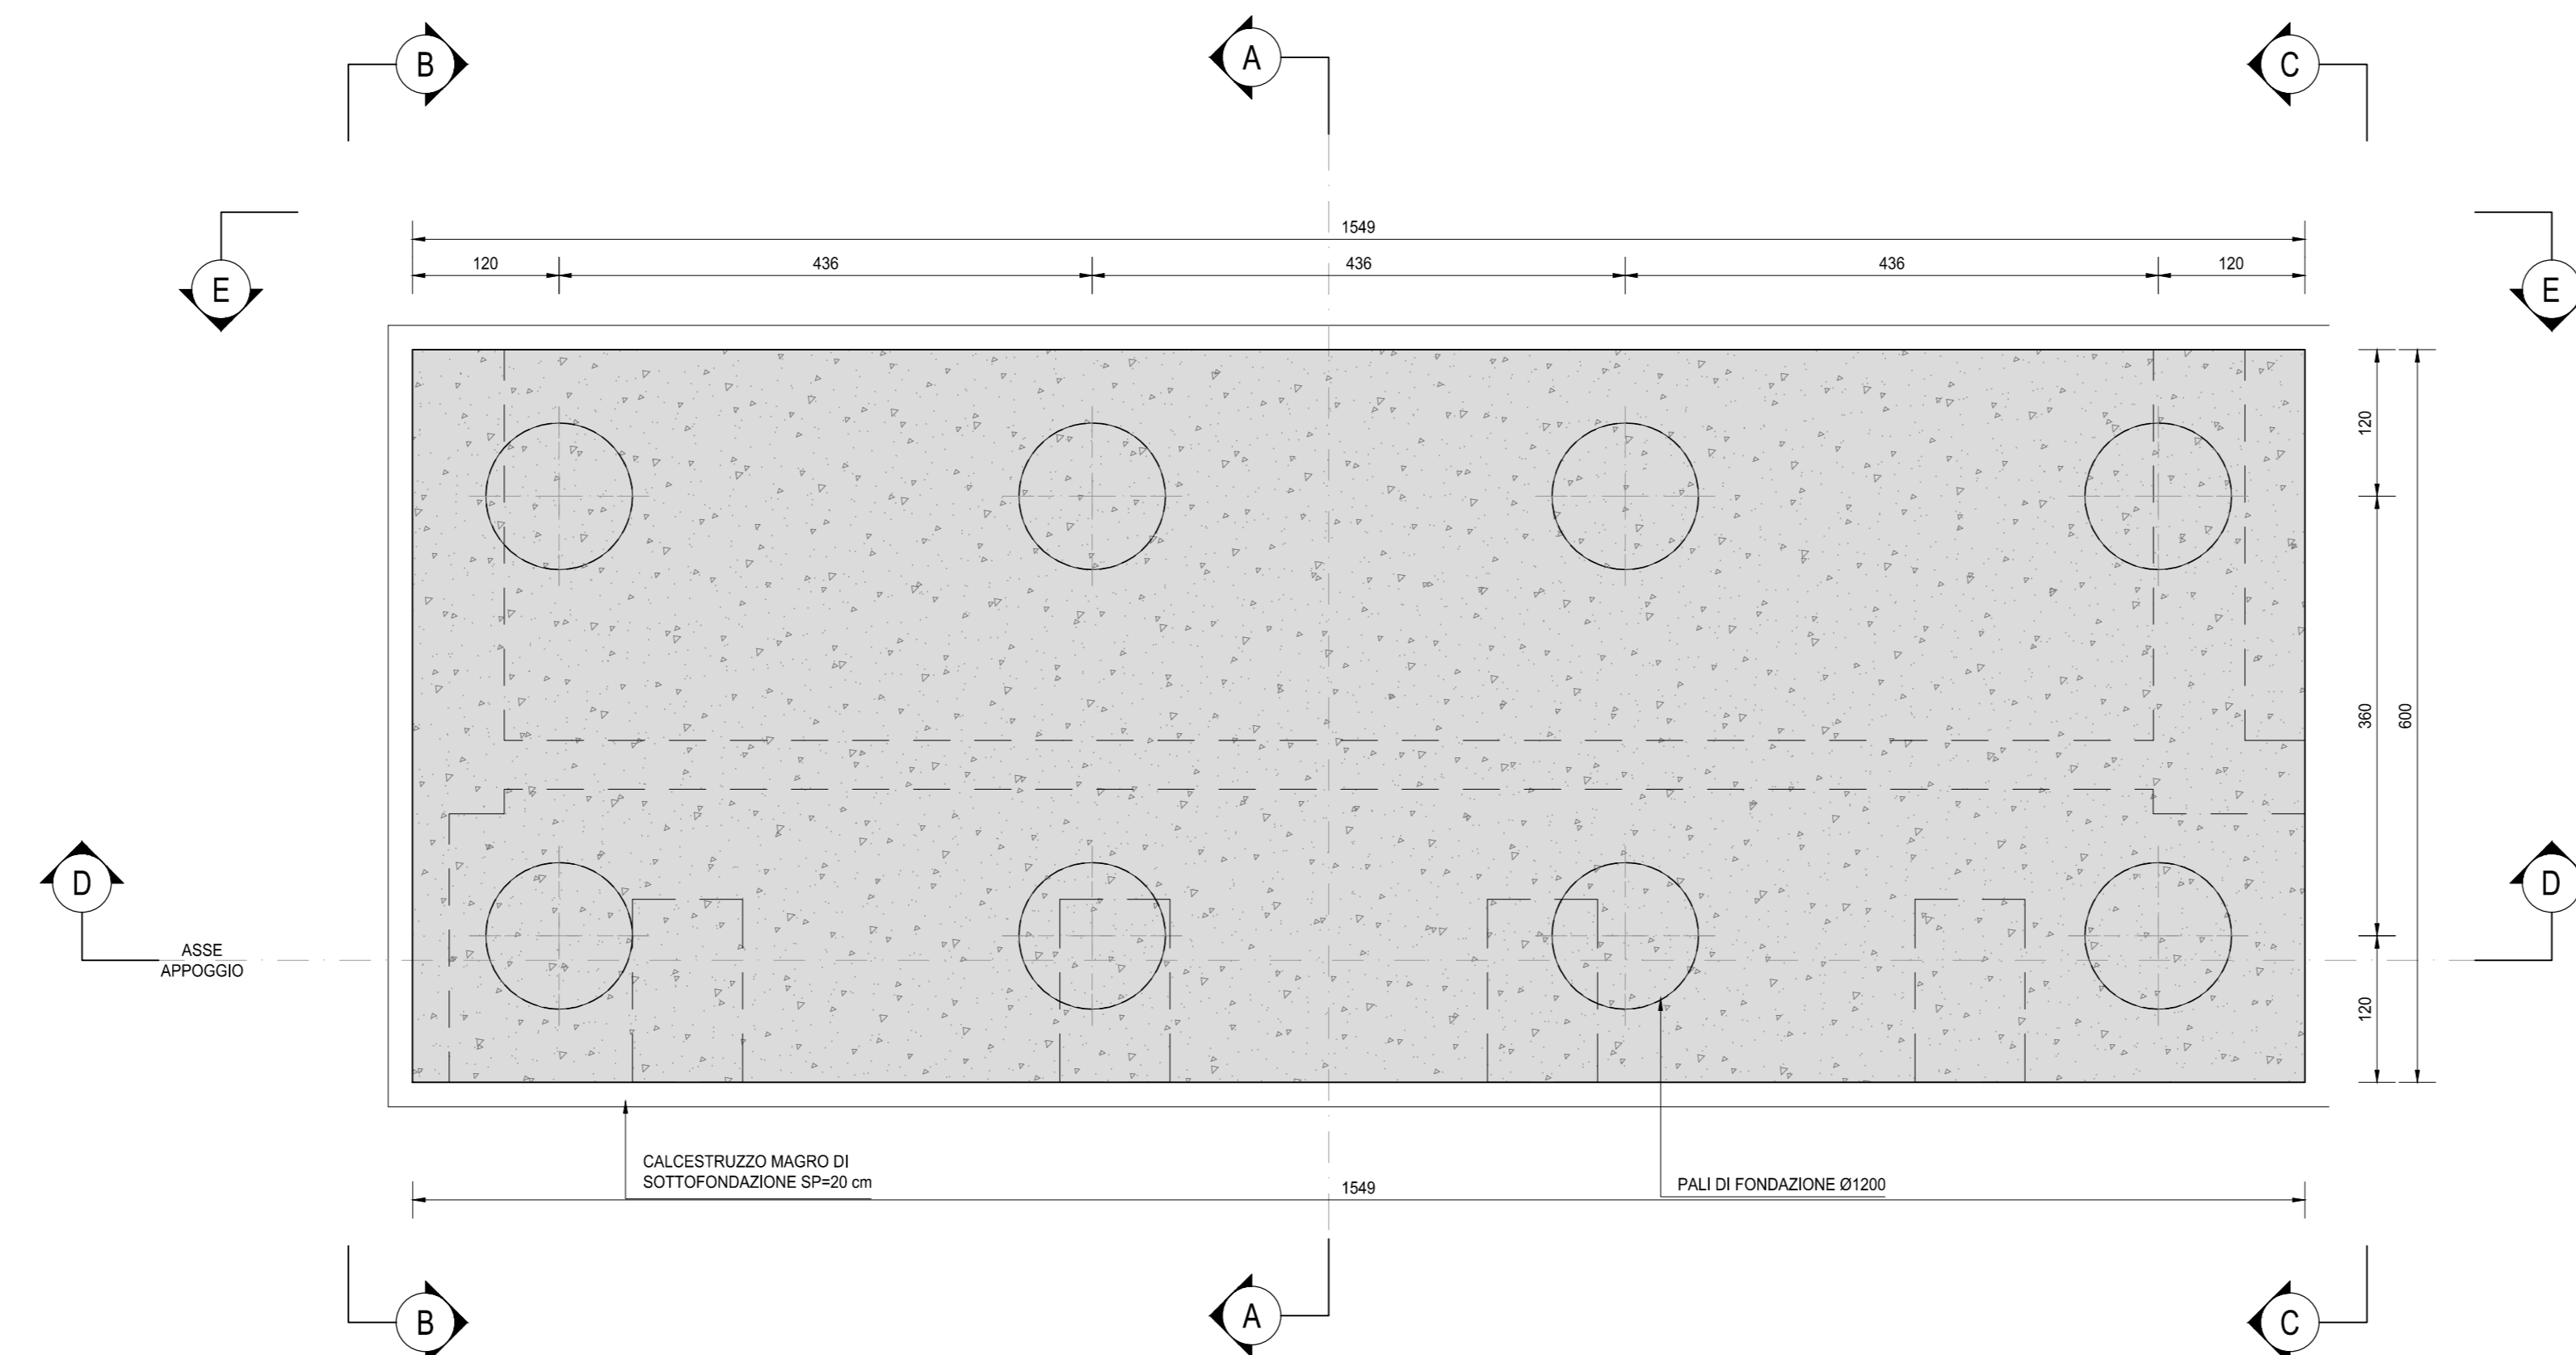 B
A
C
1549
120
436
436
436
120
E
E
120
360
600
D
D
ASSE
APPOGGIO
120
CALCESTRUZZO MAGRO DI
SOTTOFONDAZIONE SP=20 cm
PALI DI FONDAZIONE Ø1200
1549
B
A
C